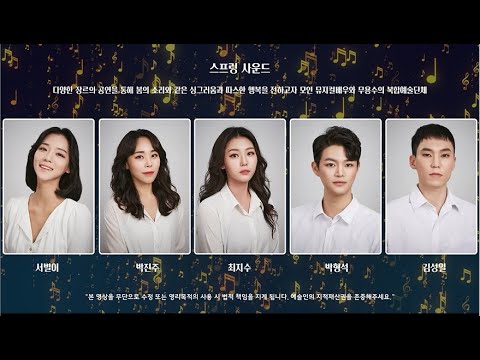 스프링 사운드
다양한 장르의 공연을 통해 봄의 소리와 같은 싱그러움과 따스한 행복을 전하고자 모인 뮤지컬배우와 무용수의 복합예술단체
서별이
박진주
최지수
박형석
김성일
"본 영상을 무단으로 수정 또는 영리목적의 사용 시 법적 책임을 지게 됩니다. 예술인의 지적재산권을 존중해주세요."